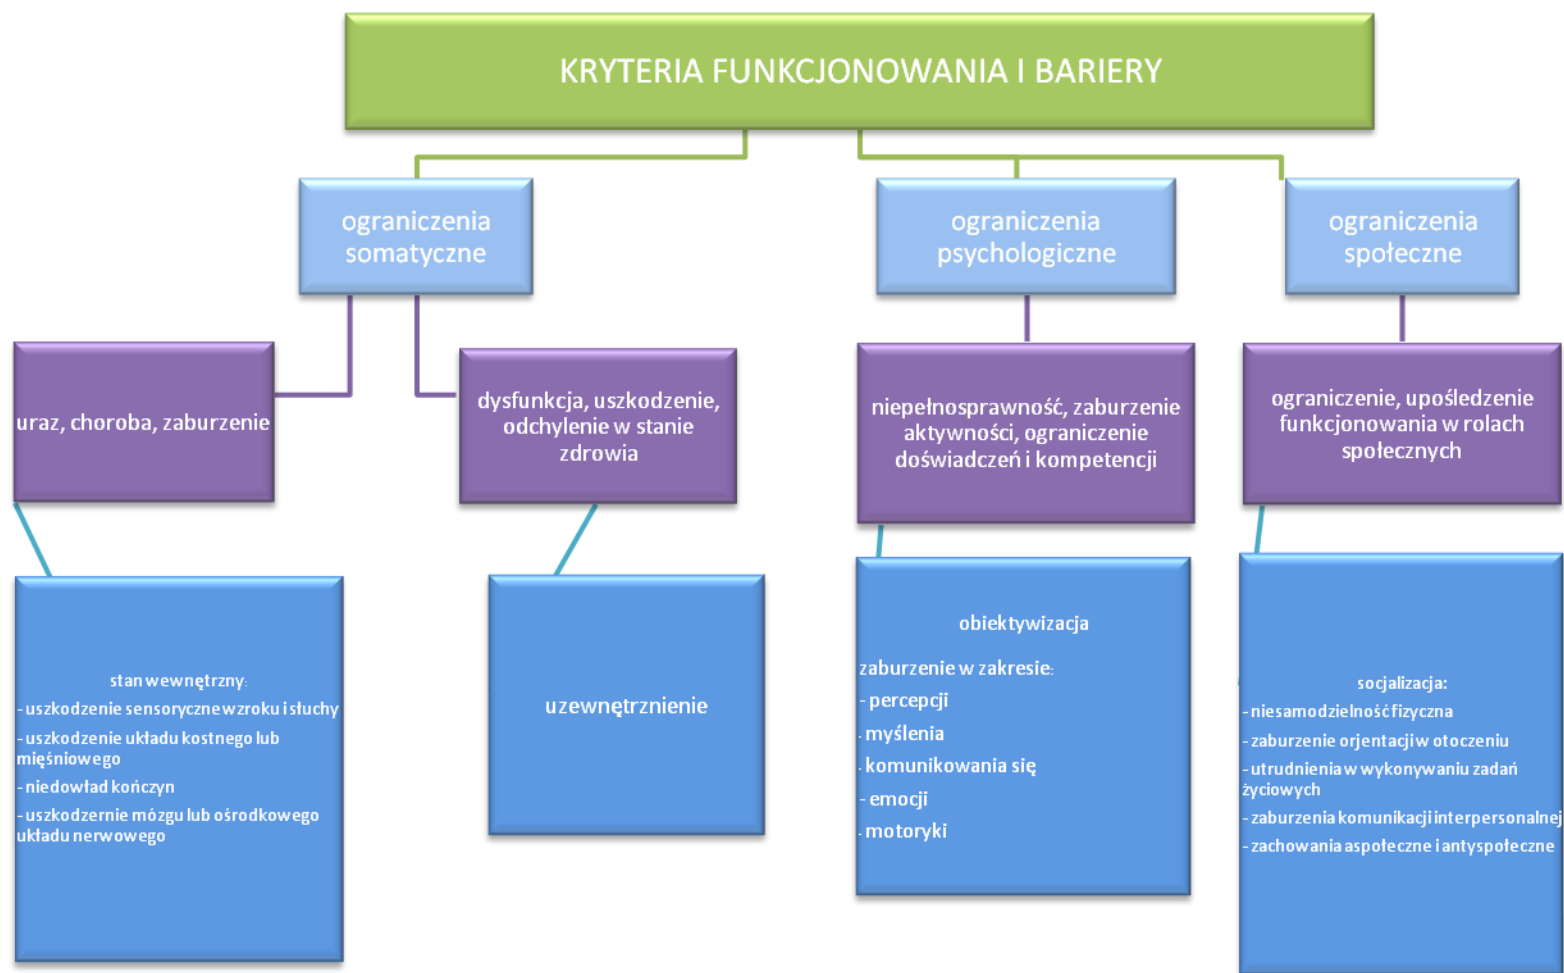 KRYTERIA FUNKCJONOWANIA I BARIERY
ograniczenia
somatyczne
ograniczenia
psychologiczne
ograniczenia
społeczne
uraz, choroba, zaburzenie
dysfunkcja, uszkodzenie,
odchylenie w stanie
zdrowia
niepełnosprawność, zaburzenie
aktywności, ograniczenie
doświadczeń i kompetencji
ograniczenie, upośledzenie
funkcjonowania w rolach
społecznych
stan wewnętrzny:
- uszkodzenie sensoryczne wzroku i słuchy
- uszkodzenie układu kostnego lub
mięśniowego
- niedowład kończyn
- uszkodzernie mózgu lub ośrodkowego
układu nerwowego
uzewnętrznienie
obiektywizacja
zaburzenie w zakresie:
- percepcji
- myślenia
- komunikowania się
- emocji
- motoryki
socjalizacja:
- niesamodzielność fizyczna
- zaburzenie orjentacji w otoczeniu
- utrudnienia w wykonywaniu zadań
życiowych
- zaburzenia komunikacji interpersonalnej
- zachowania aspołeczne i antyspołeczne